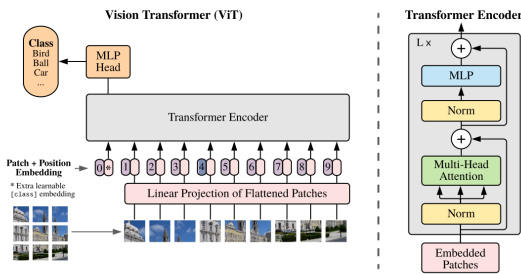 Vision Transformer (ViT)
Class
Bird
Ball
Car
...
MLP
Head
Transformer Encoder
Patch + Position
Embedding
0 * 1 2 3 4 5 6 7 8 9
* Extra learnable
[class] embedding
Linear Projection of Flattened Patches
Transformer Encoder
L ×
+
MLP
Norm
+
Multi-Head
Attention
Norm
Embedded
Patches